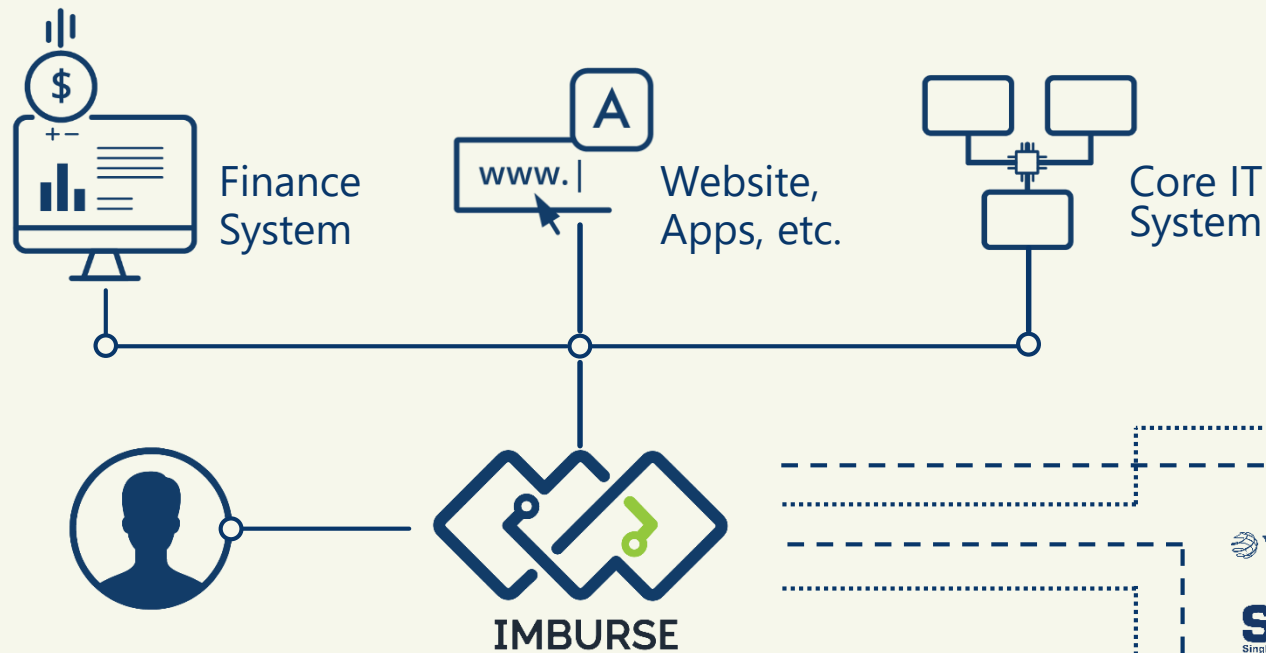 $
+−
Finance
System
A
www.
Website,
Apps, etc.
Core IT
System
IMBURSE